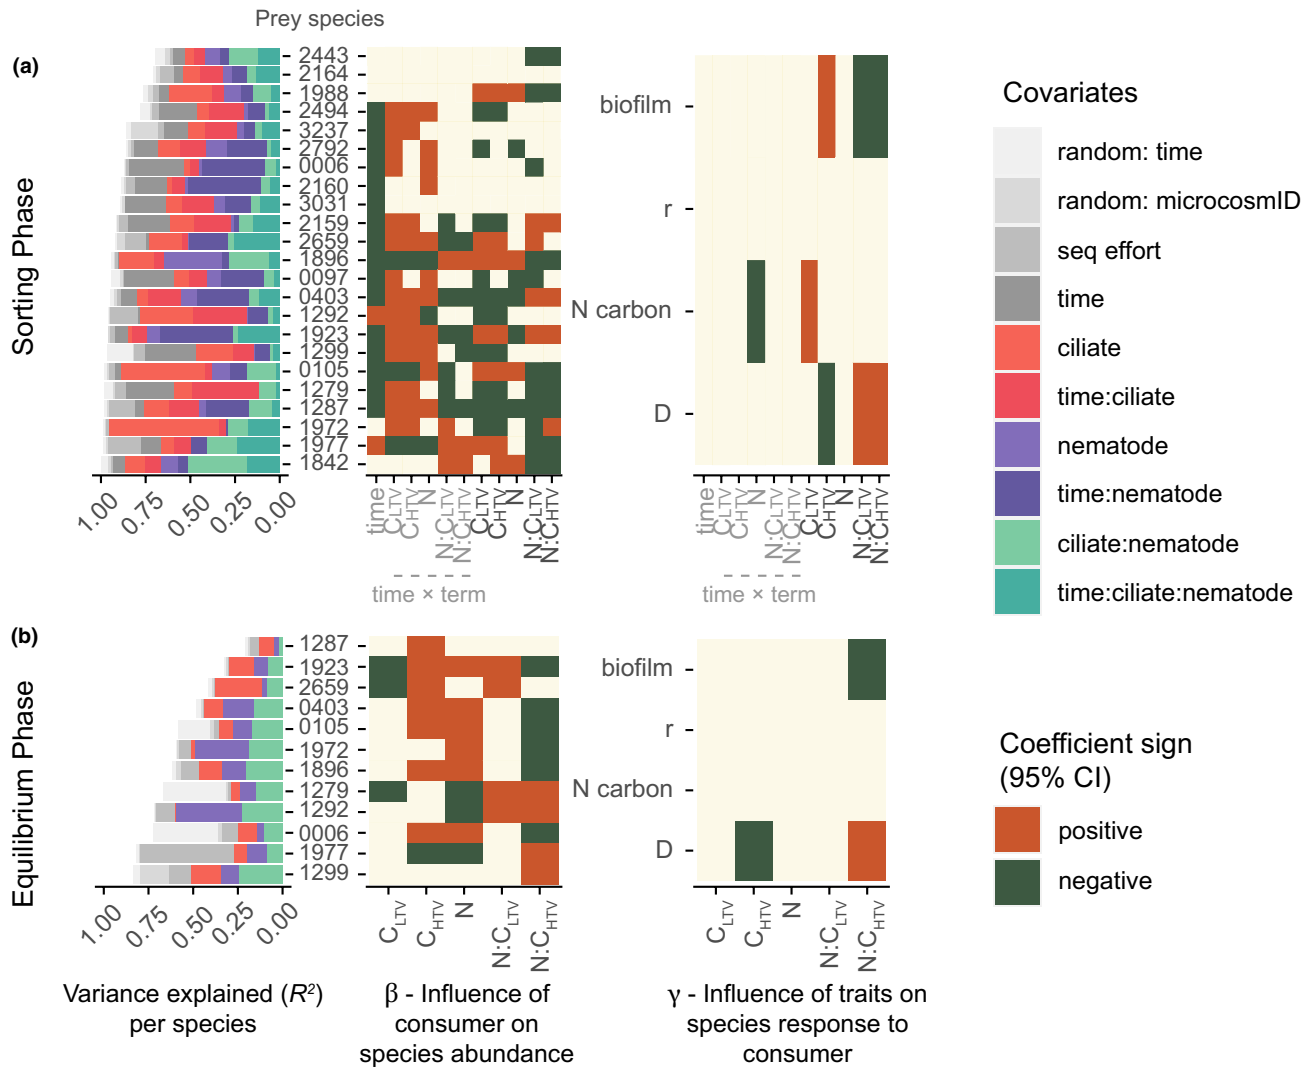 Prey species
(a)
Sorting Phase
2443
2164
1988
2494
3237
2792
0006
2160
3031
2159
2659
1896
0097
0403
1292
1923
1299
0105
1279
1287
1972
1977
1842
1.00
0.75
0.50
0.25
0.00
time
CLTV
CHTV
N
N:CLTV
N:CHTV
CLTV
CHTV
N
N:CLTV
N:CHTV
time × term
biofilm
r
N carbon
D
time
CLTV
CHTV
N
N:CLTV
N:CHTV
CLTV
CHTV
N
N:CLTV
N:CHTV
time × term
Covariates
random: time
random: microcosmID
seq effort
time
ciliate
time:ciliate
nematode
time:nematode
ciliate:nematode
time:ciliate:nematode
(b)
Equilibrium Phase
1287
1923
2659
0403
0105
1972
1896
1279
1292
0006
1977
1299
1.00
0.75
0.50
0.25
0.00
CLTV
CHTV
N
N:CLTV
N:CHTV
biofilm
r
N carbon
D
CLTV
CHTV
N
N:CLTV
N:CHTV
Coefficient sign
(95% CI)
positive
negative
Variance explained (R²)
per species
β - Influence of
consumer on
species abundance
γ - Influence of traits on
species response to
consumer